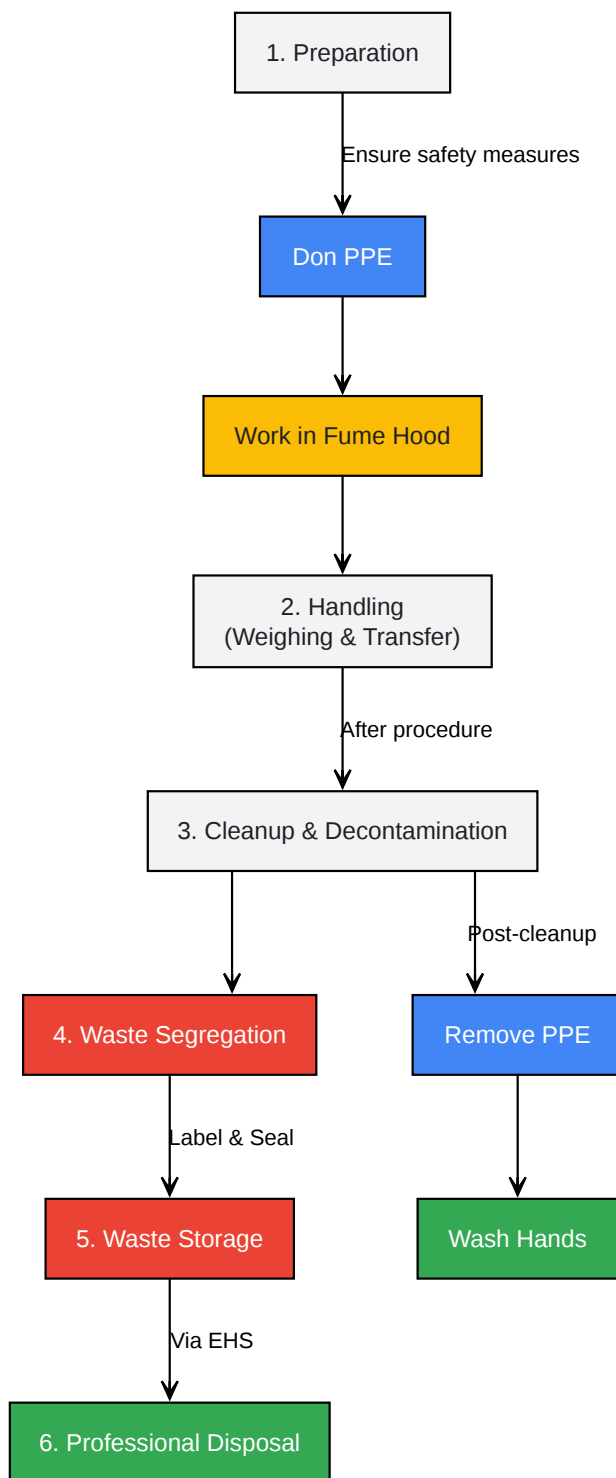 1. Preparation
Ensure safety measures
Don PPE
Work in Fume Hood
2. Handling
(Weighing & Transfer)
After procedure
3. Cleanup & Decontamination
Post-cleanup
4. Waste Segregation
Remove PPE
Label & Seal
5. Waste Storage
Wash Hands
Via EHS
6. Professional Disposal